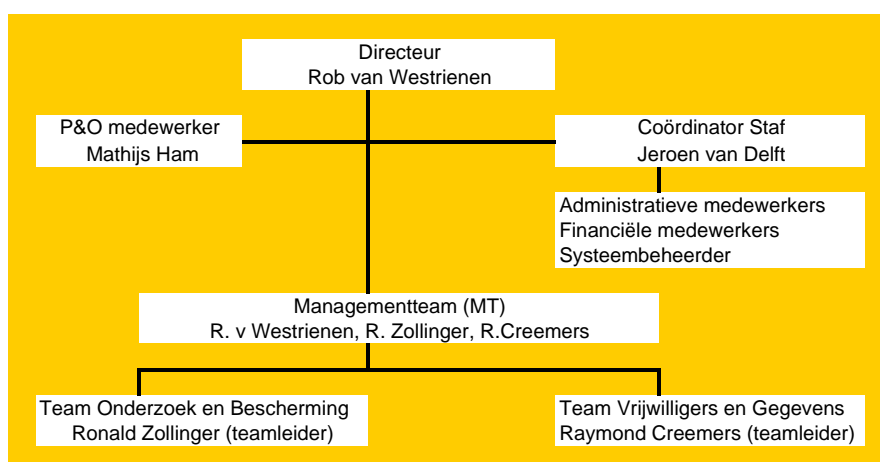 Directeur
Rob van Westrienen
P&O medewerker
Mathijs Ham
Coördinator Staf
Jeroen van Delft
Administratieve medewerkers
Financiële medewerkers
Systeembeheerder
Managementteam (MT)
R. v Westrienen, R. Zollinger, R.Creemers
Team Onderzoek en Bescherming
Ronald Zollinger (teamleider)
Team Vrijwilligers en Gegevens
Raymond Creemers (teamleider)